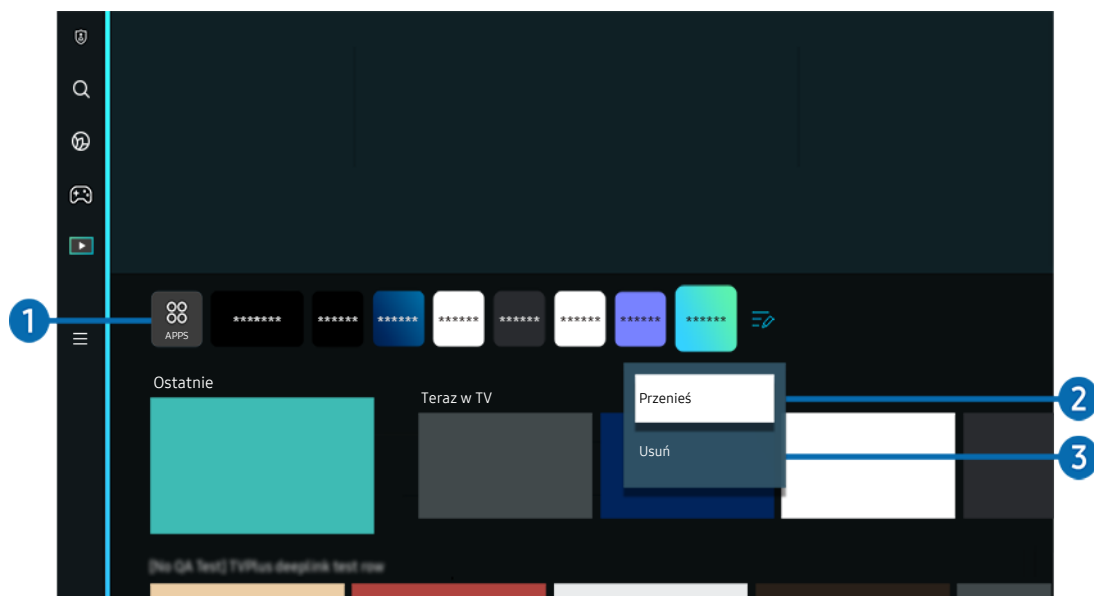 1
APPS
*******
******
******
******
******
******
******
******
Ostatnie
Teraz w TV
Przenieś
2
Usuń
3
[No QA Test] TVPlus deeplink test row